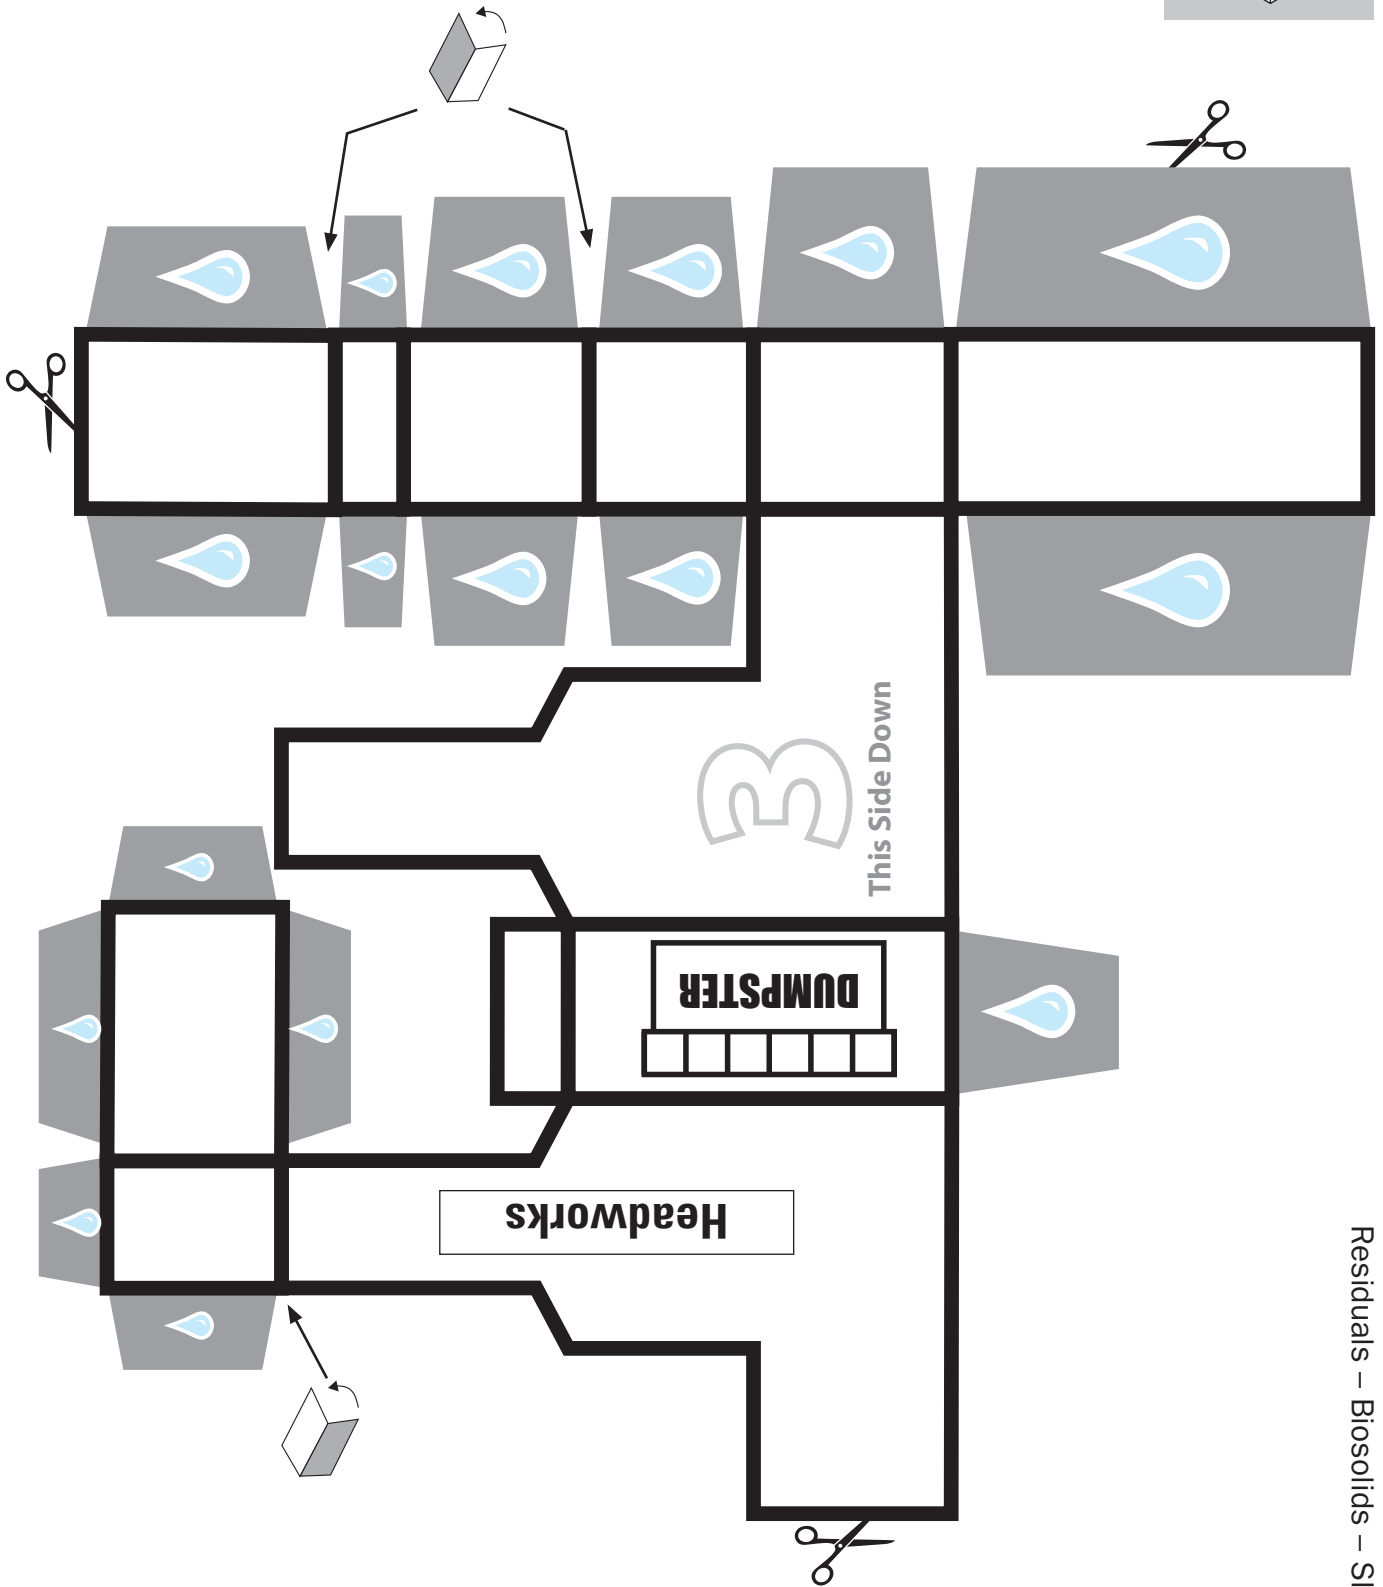 3
This Side Down
DUMPSTER
Headworks
Residuals – Biosolids – Sl